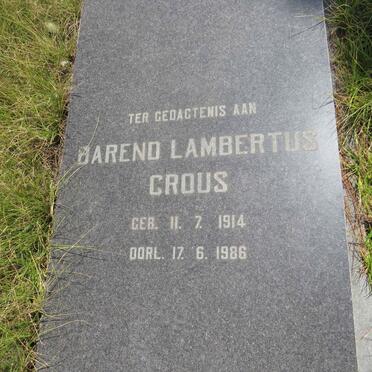 TER GEDAGTENIS AAN
BAREND LAMBERTUS
CROUS
GEB. 11. 7. 1914
OORL. 17. 6. 1986